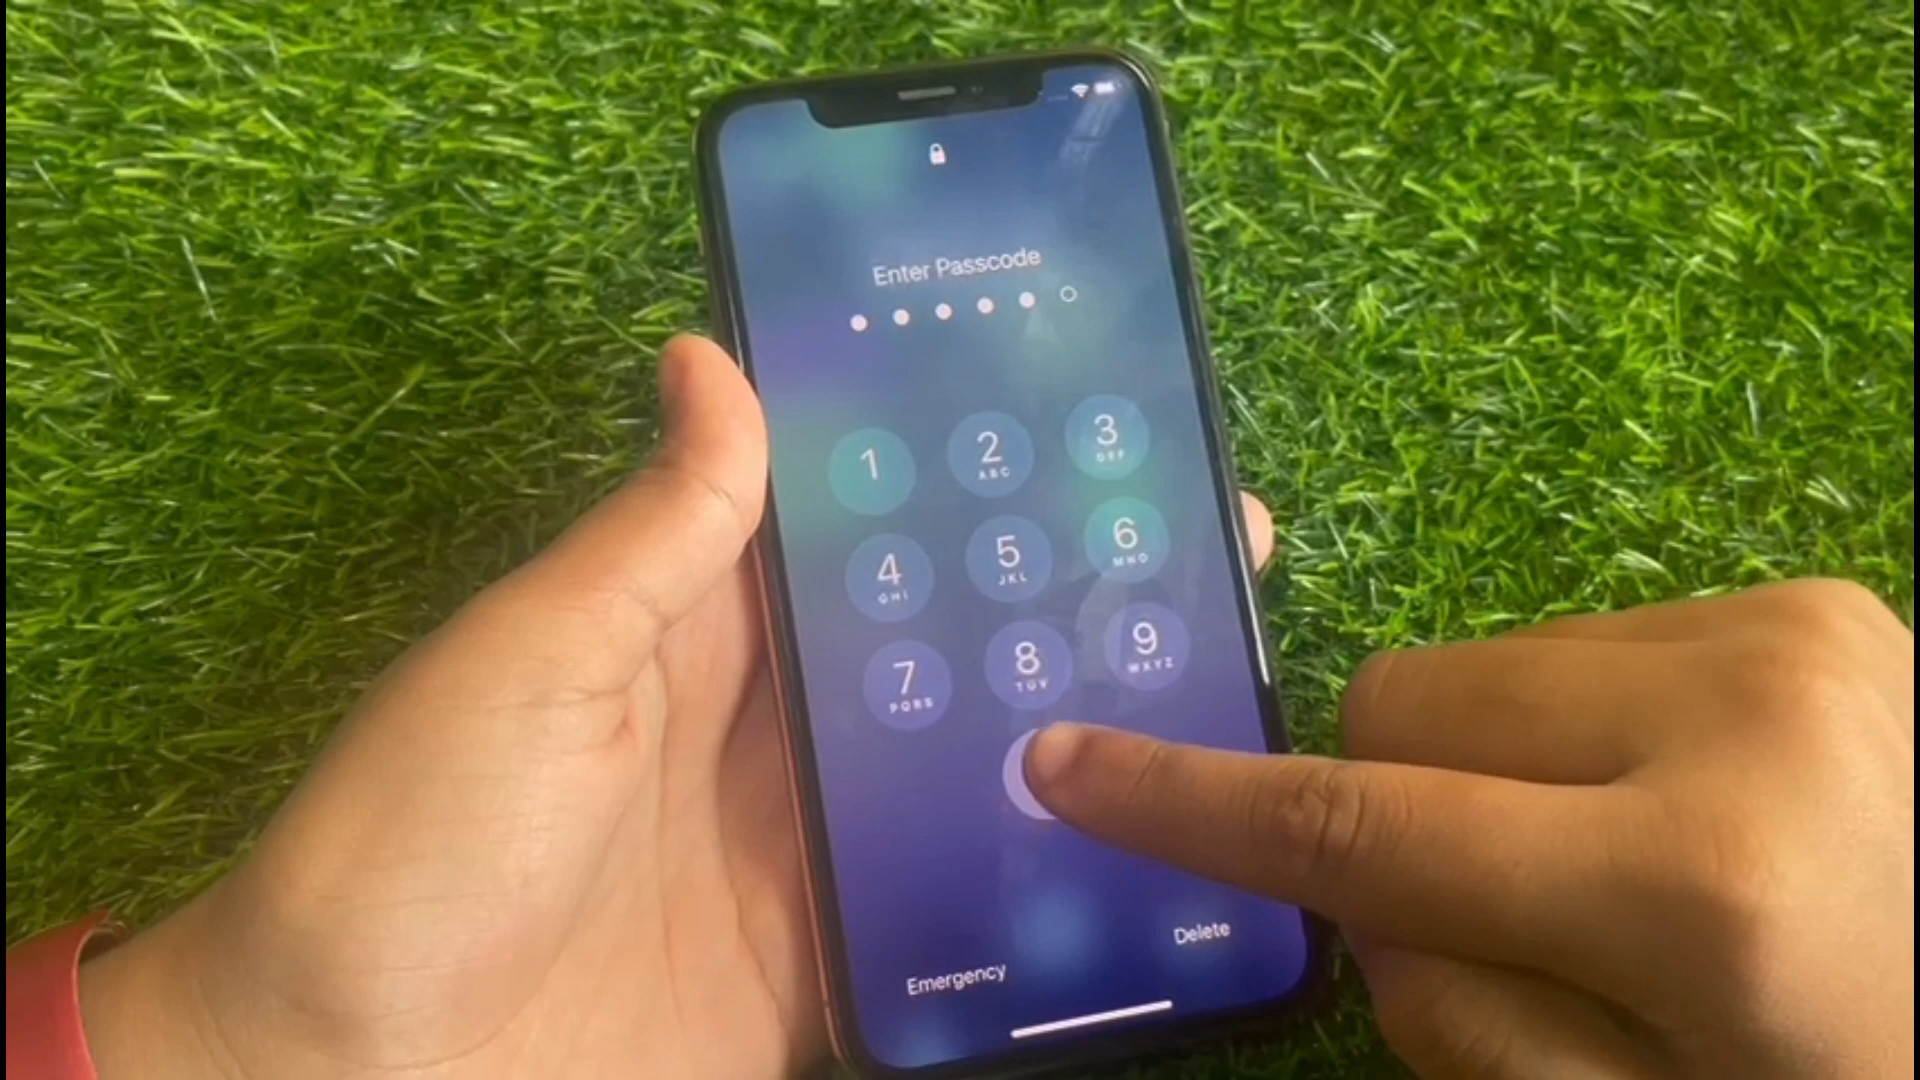 Enter Passcode
1 2 3
ABC DEF
4 5 6
GHI JKL MNO
7 8 9
PQRS TUV WXYZ
Delete
Emergency